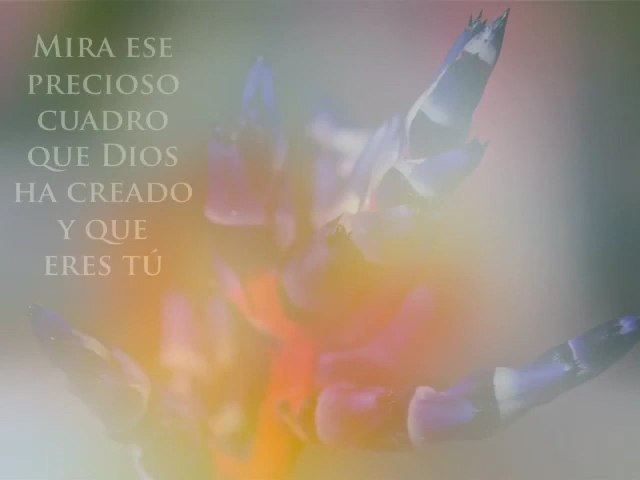 Mira ese
precioso
cuadro
que Dios
ha creado
y que
eres tú